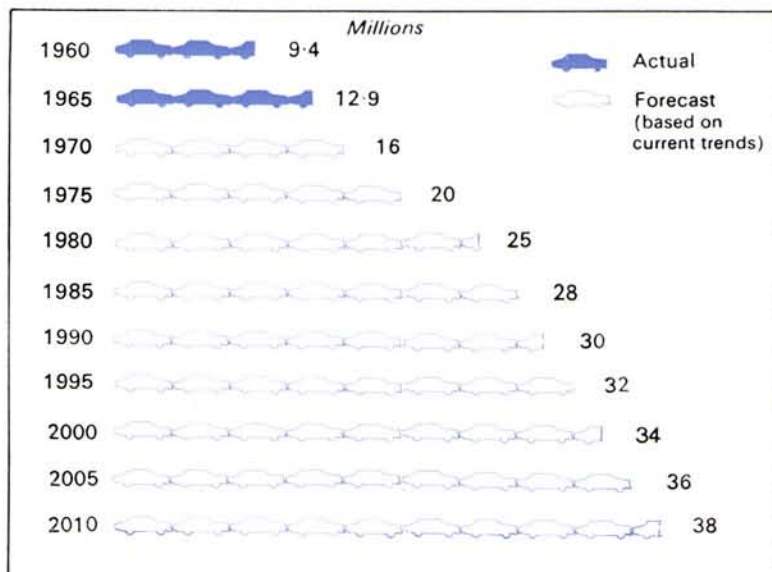 Millions
1960 9·4
1965 12·9
1970 16
1975 20
1980 25
1985 28
1990 30
1995 32
2000 34
2005 36
2010 38
Actual
Forecast
(based on
current trends)